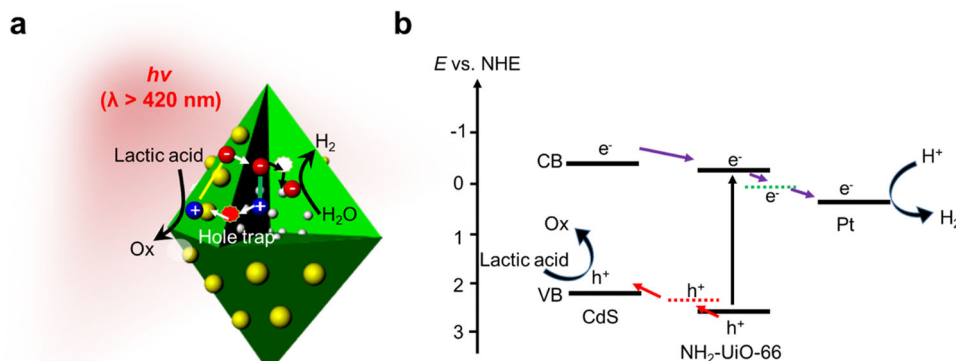 a
hv
(λ > 420 nm)
Lactic acid
H₂
H₂O
Hole trap
Ox
−
−
−
+
+
b
E vs. NHE
-1
0
1
2
3
CB
e⁻
e⁻
e⁻
e⁻
Pt
H⁺
H₂
Ox
Lactic acid
h⁺
VB
CdS
h⁺
h⁺
NH₂-UiO-66